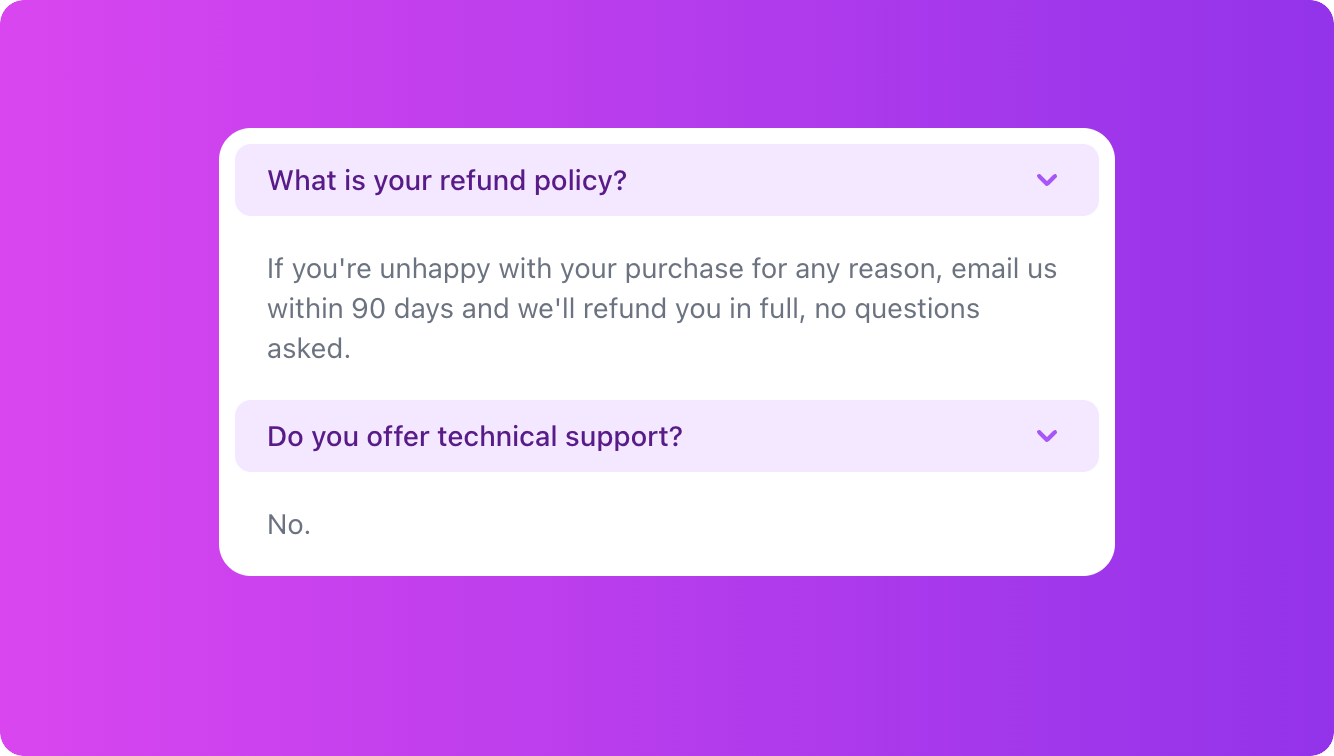 What is your refund policy?
If you're unhappy with your purchase for any reason, email us
within 90 days and we'll refund you in full, no questions
asked.
Do you offer technical support?
No.